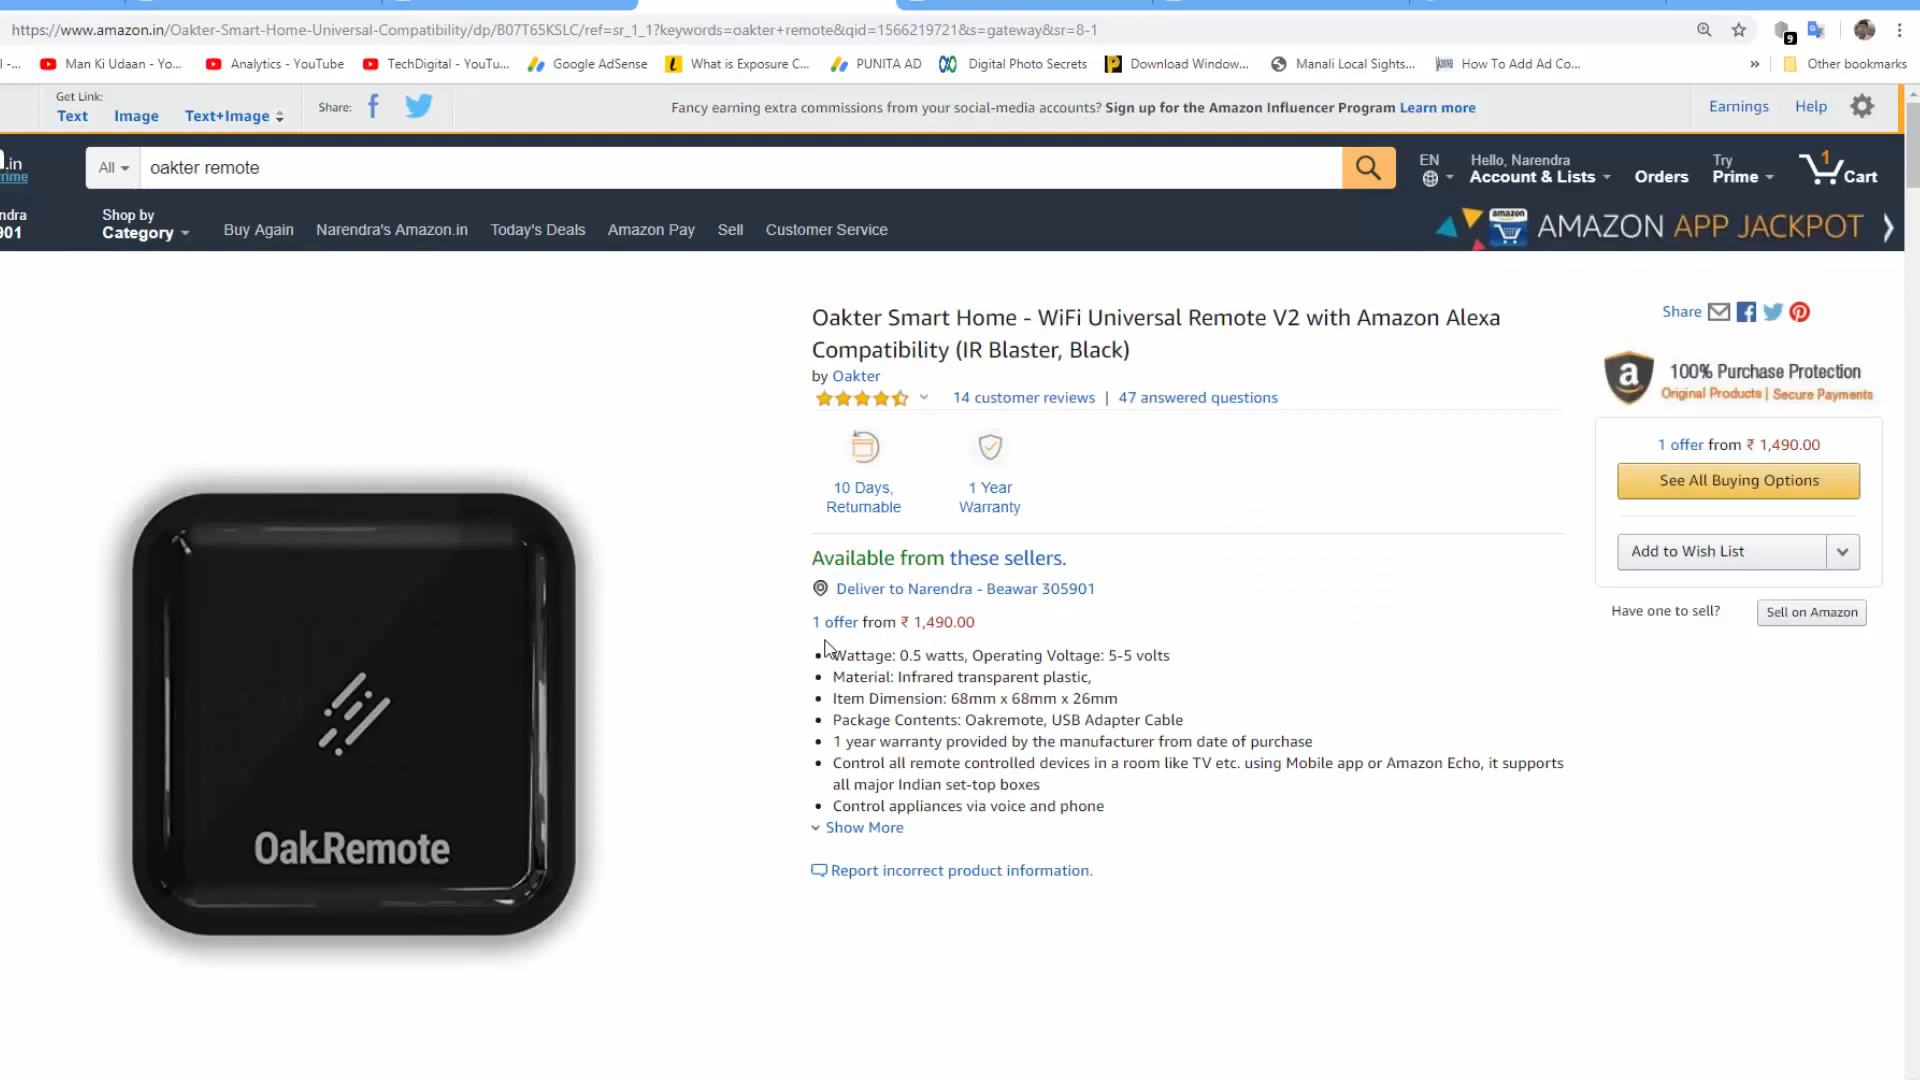 https://www.amazon.in/Oakter-Smart-Home-Universal-Compatibility/dp/B07T65KSLC/ref=sr_1_1?keywords=oakter+remote&qid=1566219721&s=gateway&sr=8-1
9
l -...
Man Ki Udaan - Yo...
Analytics - YouTube
TechDigital - YouTu...
Google AdSense
What is Exposure C...
PUNITA AD
Digital Photo Secrets
Download Window...
Manali Local Sights...
How To Add Ad Co...
»
Other bookmarks
Get Link:
Text
Image
Text+Image
Share:
Fancy earning extra commissions from your social-media accounts? Sign up for the Amazon Influencer Program Learn more
Earnings
Help
.in
rime
All
oakter remote
EN
Hello, Narendra
Account & Lists
Orders
Try
Prime
1
Cart
ndra
901
Shop by
Category
Buy Again
Narendra's Amazon.in
Today's Deals
Amazon Pay
Sell
Customer Service
amazon
AMAZON APP JACKPOT
Oakter Smart Home - WiFi Universal Remote V2 with Amazon Alexa
Compatibility (IR Blaster, Black)
by Oakter
14 customer reviews | 47 answered questions
10 Days,
Returnable
1 Year
Warranty
Available from these sellers.
Deliver to Narendra - Beawar 305901
1 offer from ₹ 1,490.00
Wattage: 0.5 watts, Operating Voltage: 5-5 volts
Material: Infrared transparent plastic,
Item Dimension: 68mm x 68mm x 26mm
Package Contents: Oakremote, USB Adapter Cable
1 year warranty provided by the manufacturer from date of purchase
Control all remote controlled devices in a room like TV etc. using Mobile app or Amazon Echo, it supports
all major Indian set-top boxes
Control appliances via voice and phone
Show More
Report incorrect product information.
OakRemote
Share
a
100% Purchase Protection
Original Products | Secure Payments
1 offer from ₹ 1,490.00
See All Buying Options
Add to Wish List
Have one to sell?
Sell on Amazon